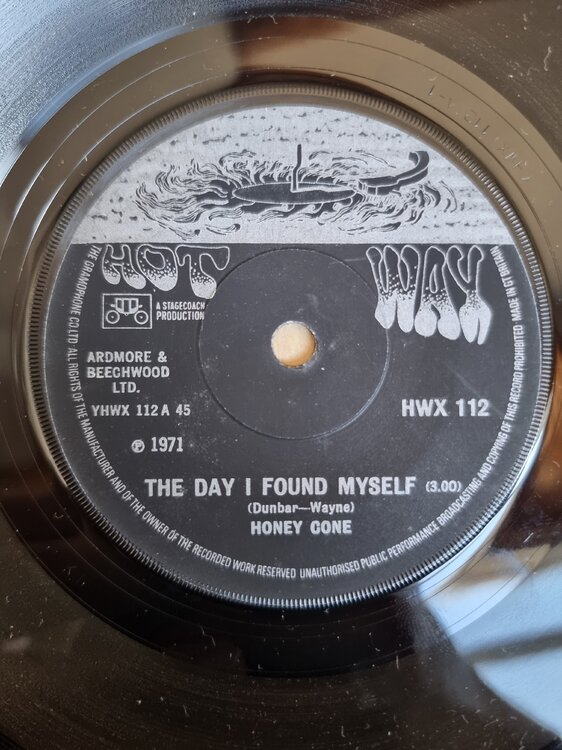 HOT WAX
A STAGECOACH
PRODUCTION
ARDMORE &
BEECHWOOD
LTD.
YHWX 112 A 45
HWX 112
℗ 1971
THE DAY I FOUND MYSELF (3.00)
(Dunbar—Wayne)
HONEY CONE
THE GRAMOPHONE CO. LTD. ALL RIGHTS OF THE MANUFACTURER AND OF THE OWNER OF THE RECORDED WORK RESERVED UNAUTHORISED PUBLIC PERFORMANCE BROADCASTING AND COPYING OF THIS RECORD PROHIBITED MADE IN GT BRITAIN